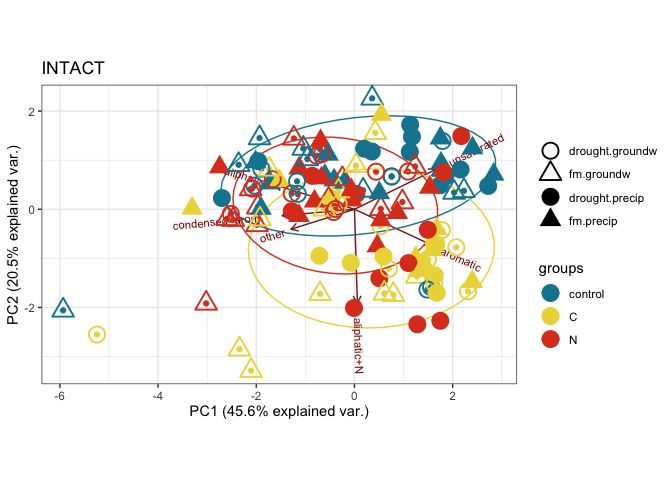 INTACT
2
0
-2
-6
-4
-2
0
2
PC2 (20.5% explained var.)
PC1 (45.6% explained var.)
unsaturated
condensed
other
aromatic
aliphatic+N
drought.groundw
fm.groundw
drought.precip
fm.precip
groups
control
C
N